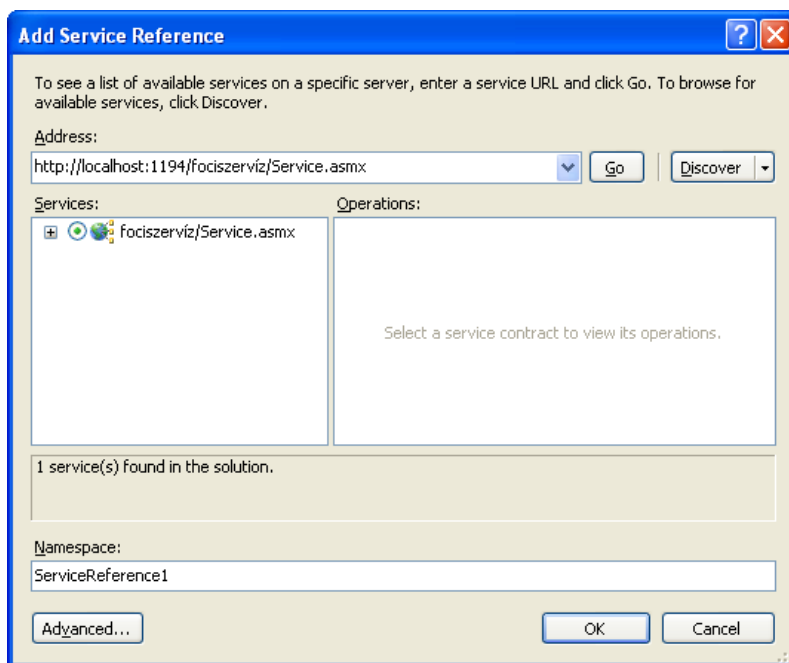 Add Service Reference
To see a list of available services on a specific server, enter a service URL and click Go. To browse for
available services, click Discover.
Address:
http://localhost:1194/fociszervíz/Service.asmx
Go
Discover
Services:
Operations:
fociszervíz/Service.asmx
Select a service contract to view its operations.
1 service(s) found in the solution.
Namespace:
ServiceReference1
Advanced...
OK
Cancel